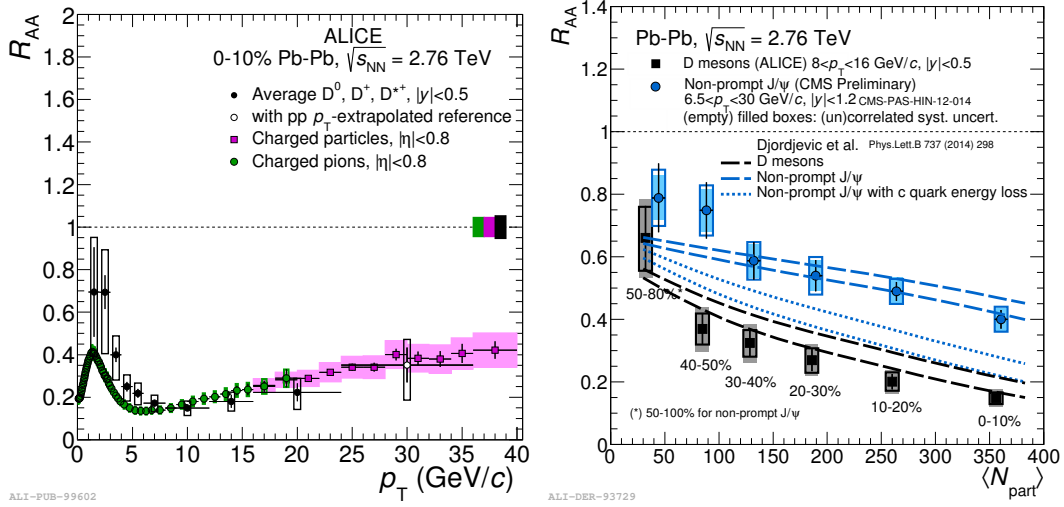 R_AA
2
1.8
1.6
1.4
1.2
1
0.8
0.6
0.4
0.2
0
ALICE
0-10% Pb-Pb, √s_NN = 2.76 TeV
Average D⁰, D⁺, D*⁺, |y|<0.5
with pp p_T-extrapolated reference
Charged particles, |η|<0.8
Charged pions, |η|<0.8
0 5 10 15 20 25 30 35 40
p_T (GeV/c)
ALI-PUB-99602
R_AA
1.4
1.2
1
0.8
0.6
0.4
0.2
0
Pb-Pb, √s_NN = 2.76 TeV
D mesons (ALICE) 8<p_T<16 GeV/c, |y|<0.5
Non-prompt J/ψ (CMS Preliminary)
6.5<p_T<30 GeV/c, |y|<1.2 CMS-PAS-HIN-12-014
(empty) filled boxes: (un)correlated syst. uncert.
Djordjevic et al. Phys.Lett.B 737 (2014) 298
D mesons
Non-prompt J/ψ
Non-prompt J/ψ with c quark energy loss
50-80%*
40-50%
30-40%
20-30%
10-20%
0-10%
(*) 50-100% for non-prompt J/ψ
0 50 100 150 200 250 300 350 400
⟨N_part⟩
ALI-DER-93729